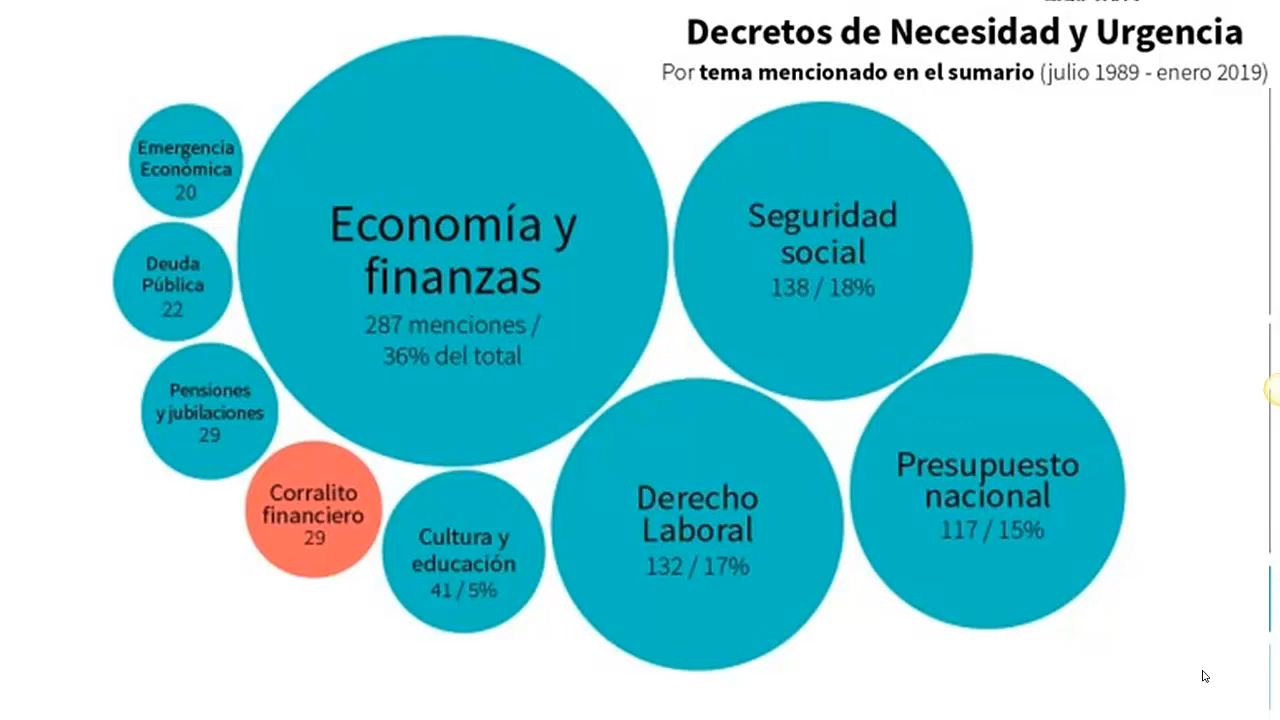 Decretos de Necesidad y Urgencia
Por tema mencionado en el sumario (julio 1989 - enero 2019)
Emergencia
Económica
20
Deuda
Pública
22
Pensiones
y jubilaciones
29
Corralito
financiero
29
Cultura y
educación
41 / 5%
Economía y
finanzas
287 menciones /
36% del total
Seguridad
social
138 / 18%
Derecho
Laboral
132 / 17%
Presupuesto
nacional
117 / 15%